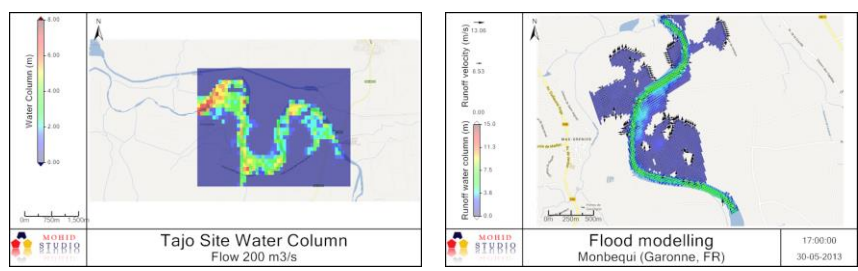 8.00
6.00
4.00
2.00
0.00
Water Column (m)
N
0m 750m 1,500m
MOHID
STUDIO
Tajo Site Water Column
Flow 200 m3/s
13.06
6.53
0.00
Runoff velocity (m/s)
15.0
11.3
7.5
3.8
0.0
Runoff water column (m)
N
0m 250m 500m
MOHID
STUDIO
Flood modelling
Monbequi (Garonne, FR)
17:00:00
30-05-2013